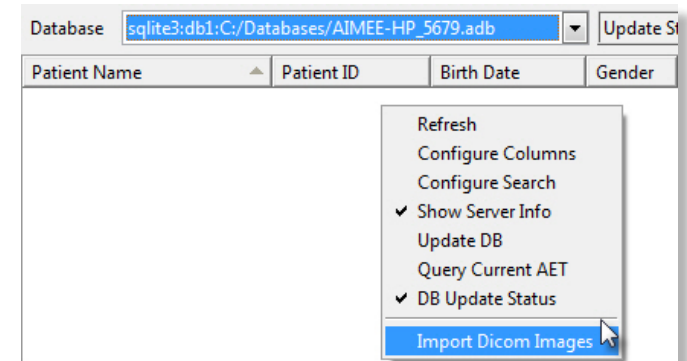 Database sqlite3:db1:C:/Databases/AIMEE-HP_5679.adb Update
Patient Name Patient ID Birth Date Gender
Refresh
Configure Columns
Configure Search
Show Server Info
Update DB
Query Current AET
DB Update Status
Import Dicom Images